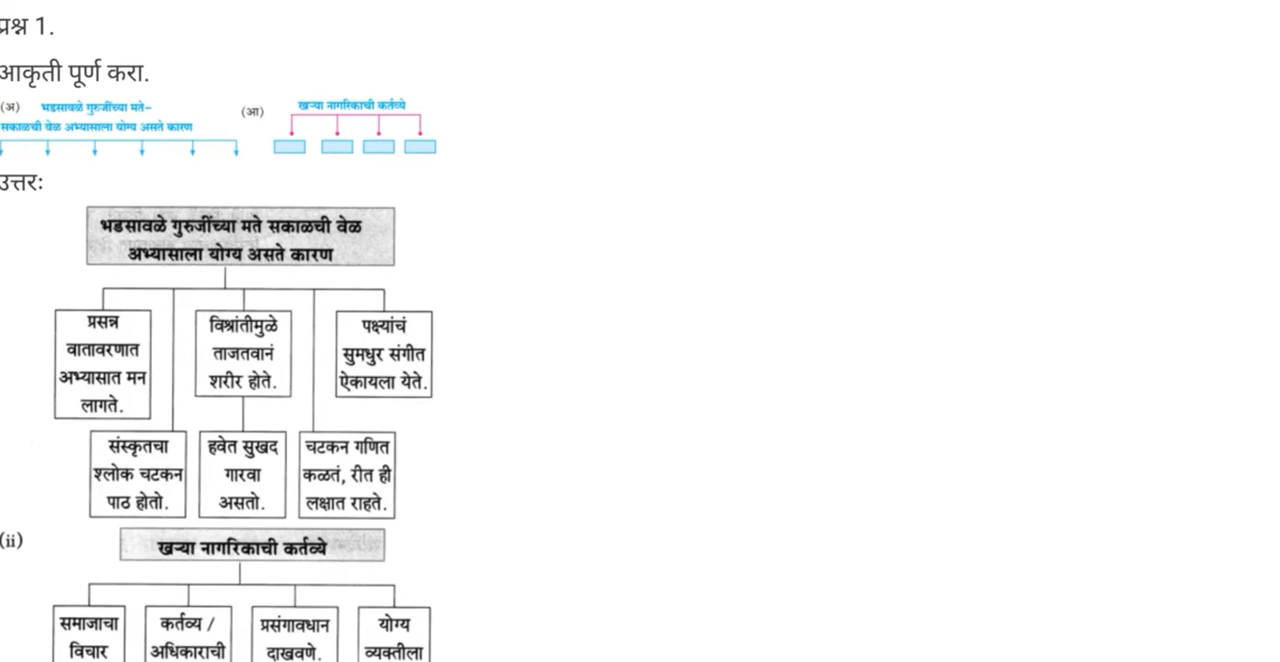 प्रश्न 1.
आकृती पूर्ण करा.
(अ) भडसावळे गुरुजींच्या मते–
सकाळची वेळ अभ्यासाला योग्य असते कारण
(आ) खऱ्या नागरिकाची कर्तव्ये
उत्तरः
भडसावळे गुरुजींच्या मते सकाळची वेळ
अभ्यासाला योग्य असते कारण
प्रसन्न
वातावरणात
अभ्यासात मन
लागते.
विश्रांतीमुळे
ताजतवानं
शरीर होते.
पक्ष्यांचं
सुमधुर संगीत
ऐकायला येते.
संस्कृतचा
श्लोक चटकन
पाठ होतो.
हवेत सुखद
गारवा
असतो.
चटकन गणित
कळतं, रीत ही
लक्षात राहते.
(ii)
खऱ्या नागरिकाची कर्तव्ये
समाजाचा
विचार
कर्तव्य /
अधिकाराची
प्रसंगावधान
दाखवणे.
योग्य
व्यक्तीला